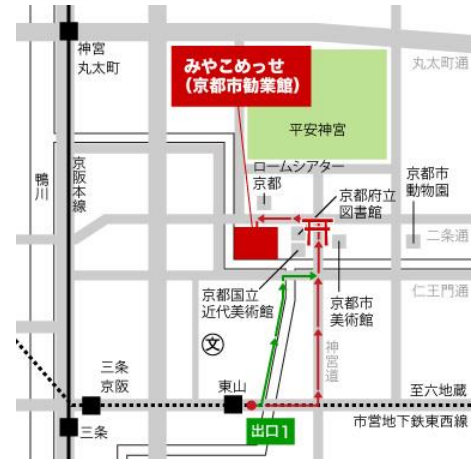 神宮
丸太町
みやこめっせ
(京都市勧業館)
丸太町通
平安神宮
鴨川
京阪本線
ロームシアター
京都
京都府立
図書館
京都市
動物園
二条通
京都国立
近代美術館
京都市
美術館
仁王門通
文
神宮道
三条
京阪
東山
至六地蔵
三条
出口1
市営地下鉄東西線